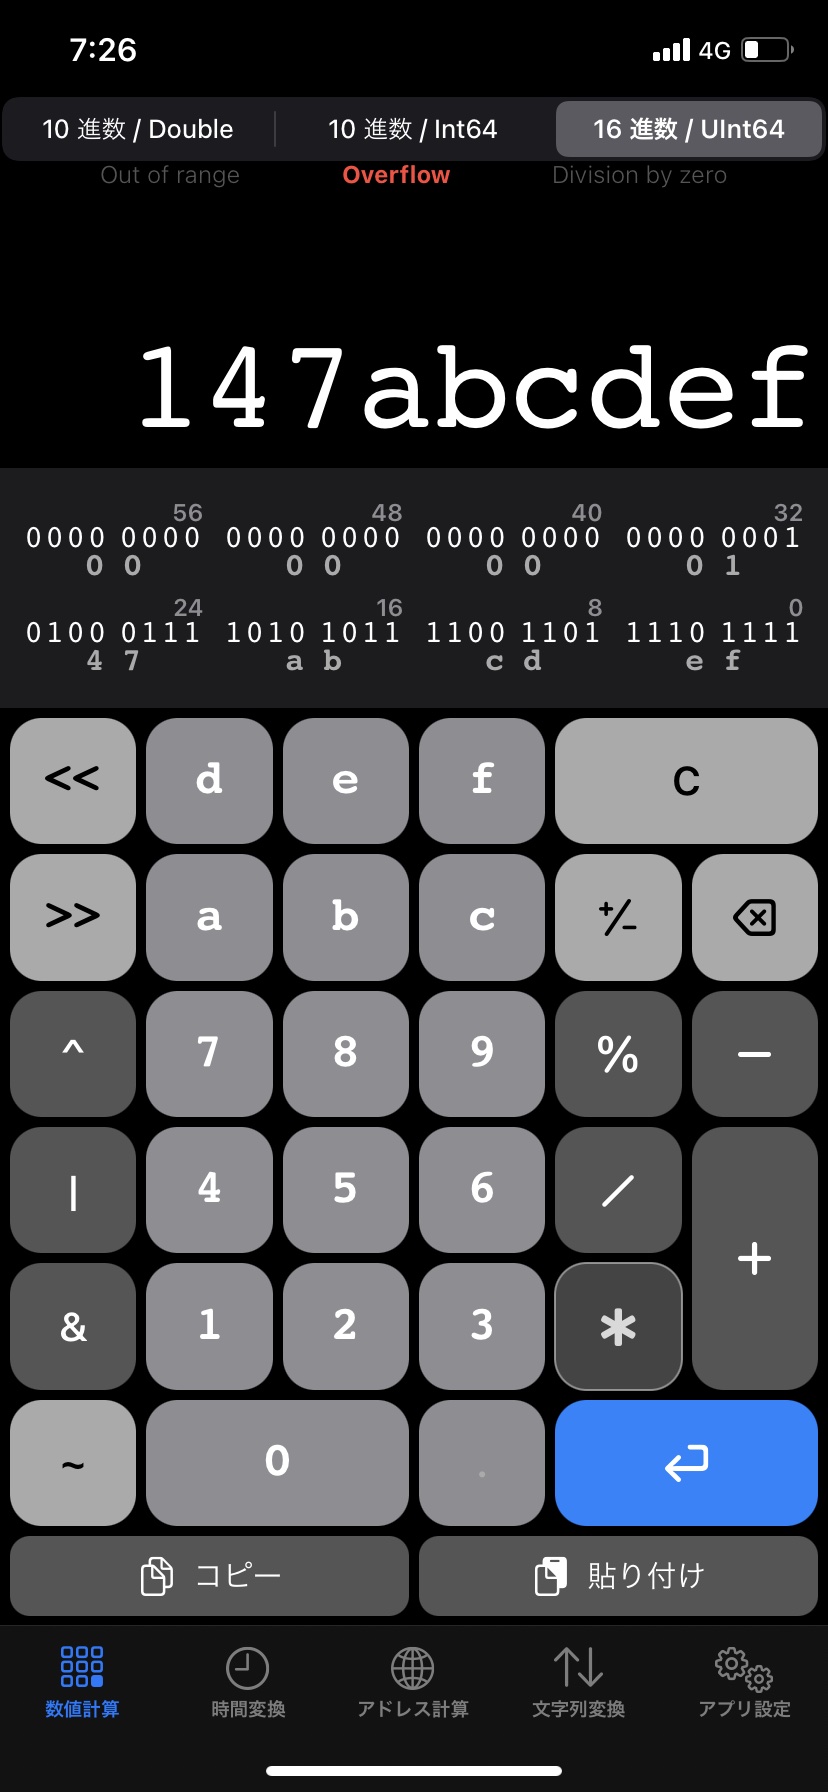 7:26 4G
10 進数 / Double 10 進数 / Int64 16 進数 / UInt64
Out of range Overflow Division by zero
147abcdef
56 48 40 32
0000 0000 0000 0000 0000 0000 0000 0001
0 0 0 0 0 0 0 1
24 16 8 0
0100 0111 1010 1011 1100 1101 1110 1111
4 7 a b c d e f
<< d e f C
>> a b c +/-
^ 7 8 9 % −
| 4 5 6 /
+
& 1 2 3 *
~ 0 .
コピー 貼り付け
数値計算 時間変換 アドレス計算 文字列変換 アプリ設定